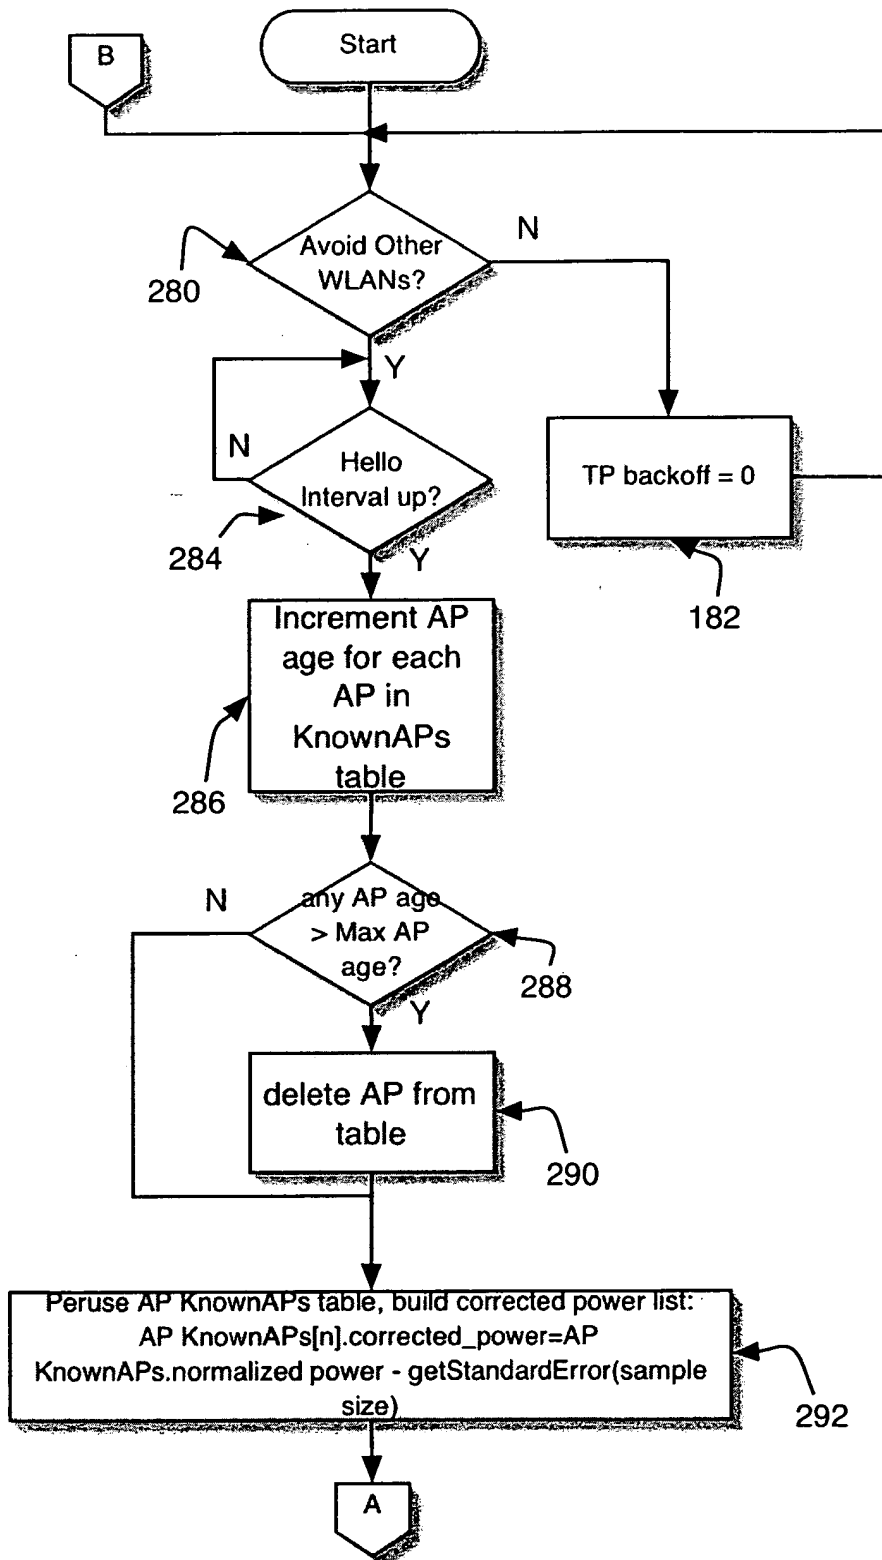 B
Start
Avoid Other
WLANs?
N
280
Y
N
Hello
Interval up?
TP backoff = 0
284
Y
182
Increment AP
age for each
AP in
KnownAPs
table
286
N
any AP age
> Max AP
age?
288
Y
delete AP from
table
290
Peruse AP KnownAPs table, build corrected power list:
AP KnownAPs[n].corrected_power=AP
KnownAPs.normalized power - getStandardError(sample
size)
292
A